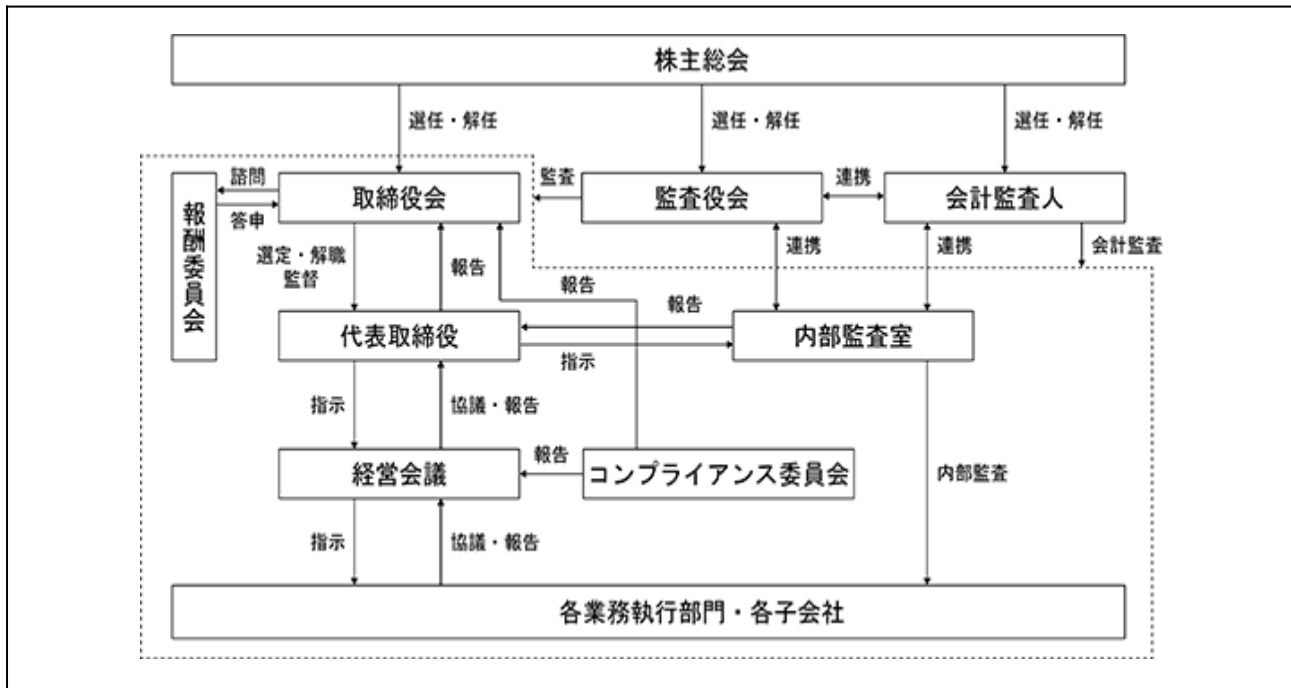 株主総会
選任・解任
選任・解任
選任・解任
諮問
取締役会
監査
監査役会
連携
会計監査人
答申
報酬委員会
選定・解職
監督
報告
報告
連携
連携
会計監査
代表取締役
報告
指示
内部監査室
指示
協議・報告
経営会議
報告
コンプライアンス委員会
内部監査
指示
協議・報告
各業務執行部門・各子会社